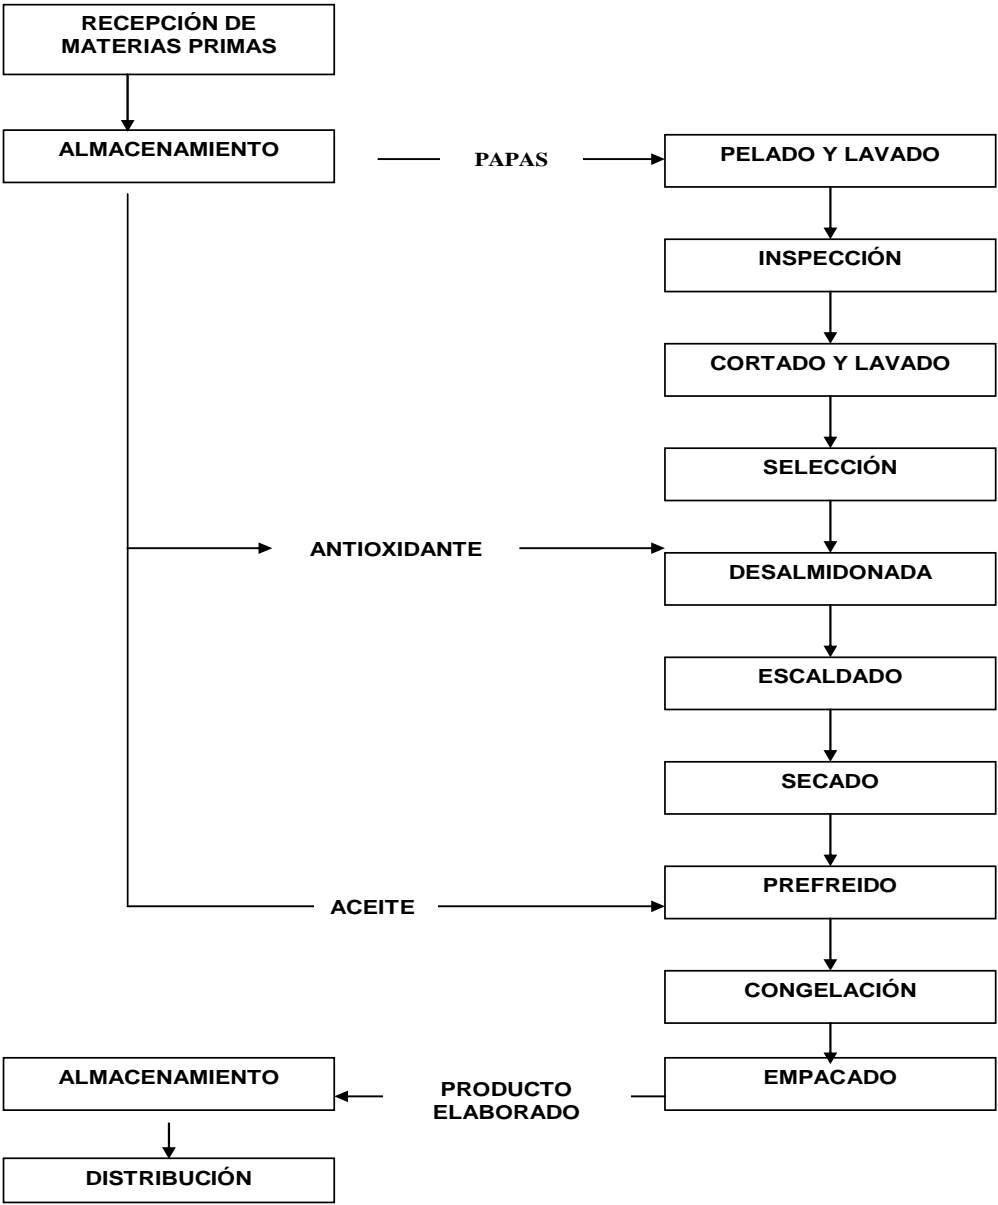 RECEPCIÓN DE
MATERIAS PRIMAS
ALMACENAMIENTO
PAPAS
PELADO Y LAVADO
INSPECCIÓN
CORTADO Y LAVADO
SELECCIÓN
ANTIOXIDANTE
DESALMIDONADA
ESCALDADO
SECADO
PREFREIDO
ACEITE
CONGELACIÓN
EMPACADO
PRODUCTO
ELABORADO
ALMACENAMIENTO
DISTRIBUCIÓN